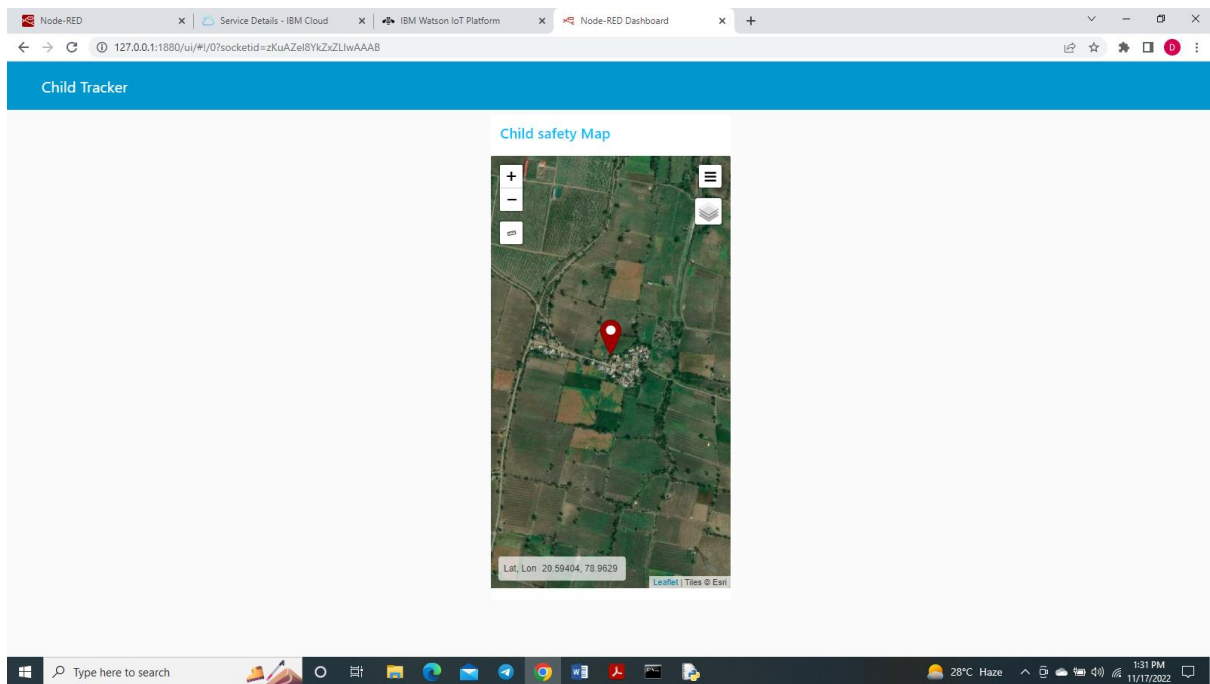 Node-RED
Service Details - IBM Cloud
IBM Watson IoT Platform
Node-RED Dashboard
127.0.0.1:1880/ui/#!/0?socketid=zKuAZeI8YkZxZLIwAAAB
D
Child Tracker
Child safety Map
Lat, Lon 20.59404, 78.9629
Leaflet | Tiles © Esri
Type here to search
28°C Haze
1:31 PM
11/17/2022